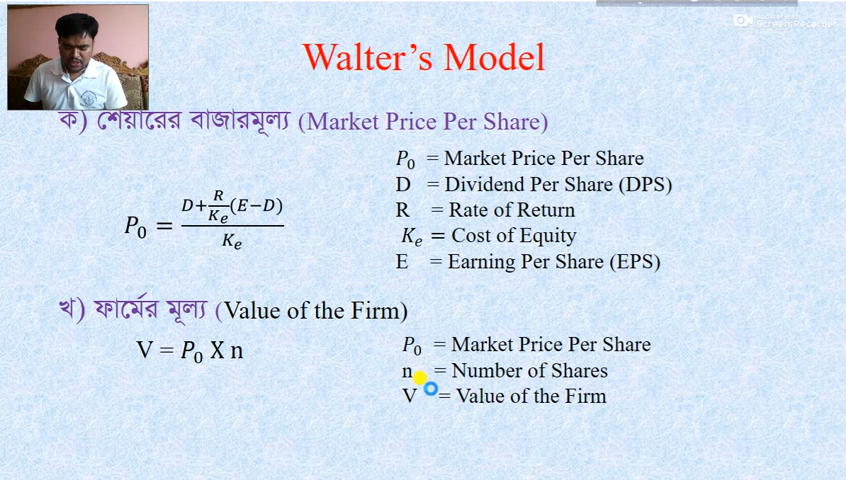 Screen Recorder
Walter's Model
ক) শেয়ারের বাজারমূল্য (Market Price Per Share)
P₀ = Market Price Per Share
D = Dividend Per Share (DPS)
R = Rate of Return
Kₑ = Cost of Equity
E = Earning Per Share (EPS)
P₀ = (D+R/Kₑ(E−D))/Kₑ
খ) ফার্মের মূল্য (Value of the Firm)
V = P₀ X n
P₀ = Market Price Per Share
n = Number of Shares
V = Value of the Firm